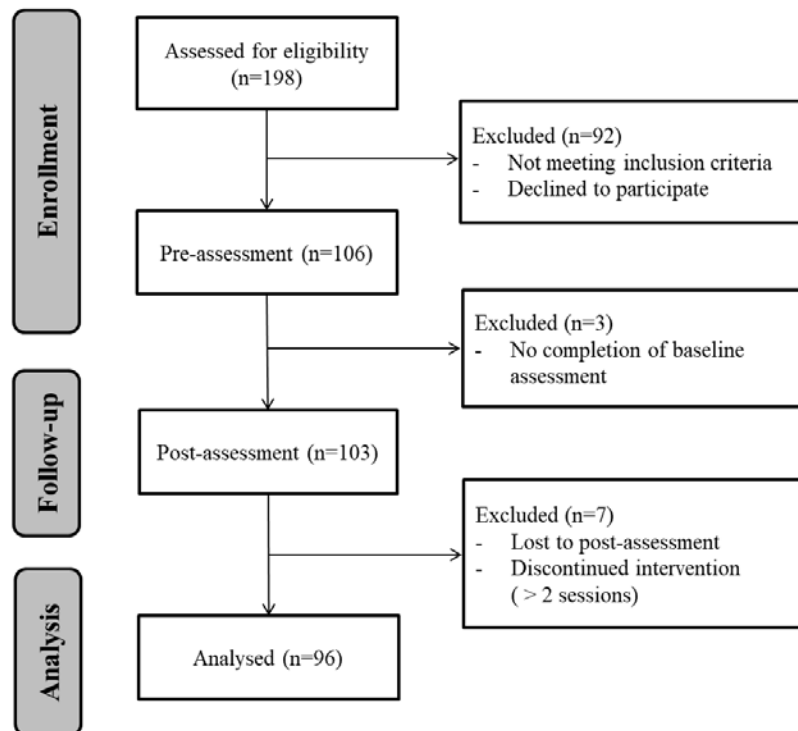 Enrollment
Assessed for eligibility
(n=198)
Excluded (n=92)
- Not meeting inclusion criteria
- Declined to participate
Pre-assessment (n=106)
Excluded (n=3)
- No completion of baseline
assessment
Follow-up
Post-assessment (n=103)
Excluded (n=7)
- Lost to post-assessment
- Discontinued intervention
( > 2 sessions)
Analysis
Analysed (n=96)